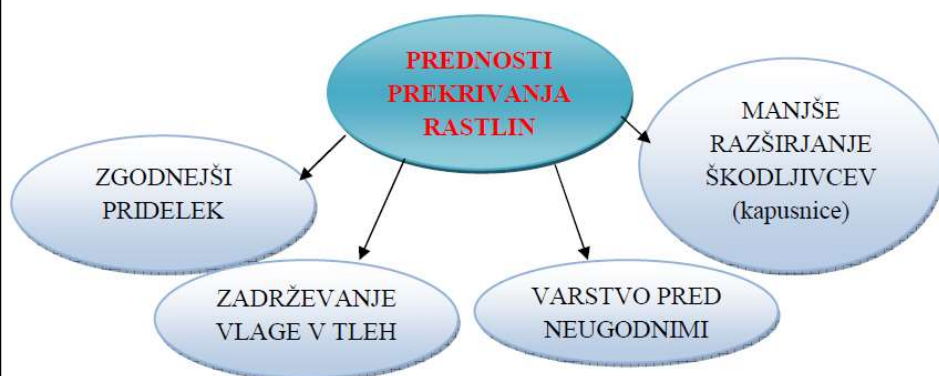 PREDNOSTI
PREKRIVANJA
RASTLIN
ZGODNEJŠI
PRIDELEK
ZADRŽEVANJE
VLAGE V TLEH
VARSTVO PRED
NEUGODNIMI
MANJŠE
RAZŠIRJANJE
ŠKODLJIVCEV
(kapusnice)